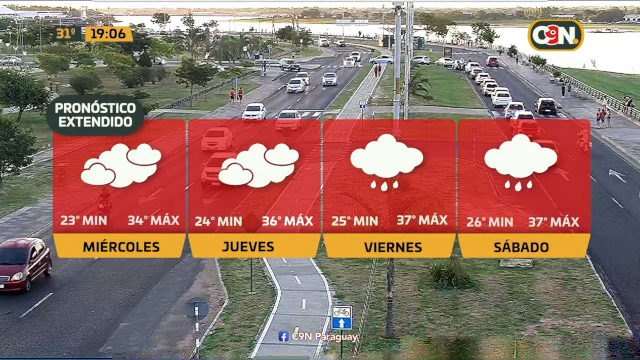 31° 19:06
C9N
PRONÓSTICO
EXTENDIDO
23° MIN 34° MÁX
24° MIN 36° MÁX
25° MIN 37° MÁX
26° MIN 37° MÁX
MIÉRCOLES
JUEVES
VIERNES
SÁBADO
C9N Paraguay